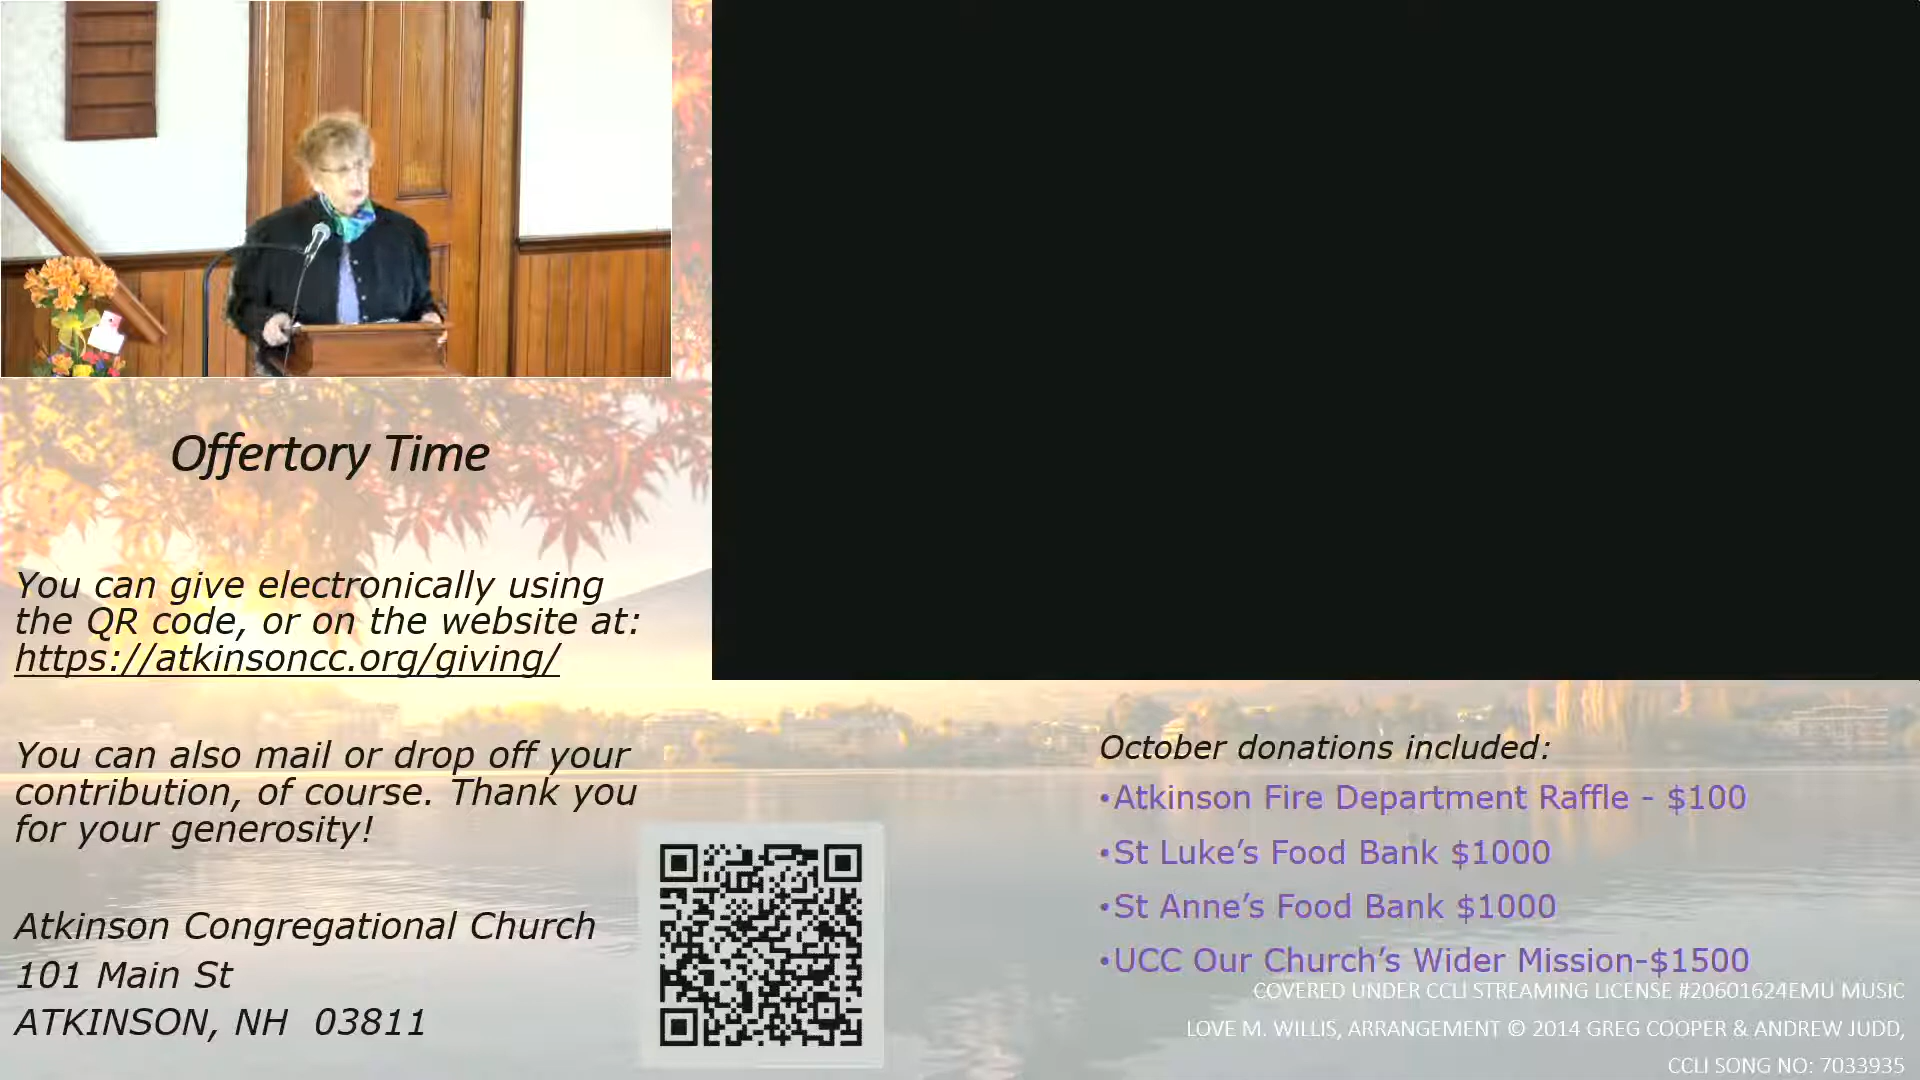 Offertory Time
You can give electronically using
the QR code, or on the website at:
https://atkinsoncc.org/giving/
You can also mail or drop off your
contribution, of course. Thank you
for your generosity!
Atkinson Congregational Church
101 Main St
ATKINSON, NH  03811
October donations included:
•Atkinson Fire Department Raffle - $100
•St Luke’s Food Bank $1000
•St Anne’s Food Bank $1000
•UCC Our Church’s Wider Mission-$1500
COVERED UNDER CCLI STREAMING LICENSE #20601624EMU MUSIC
LOVE M. WILLIS, ARRANGEMENT © 2014 GREG COOPER & ANDREW JUDD,
CCLI SONG NO: 7033935